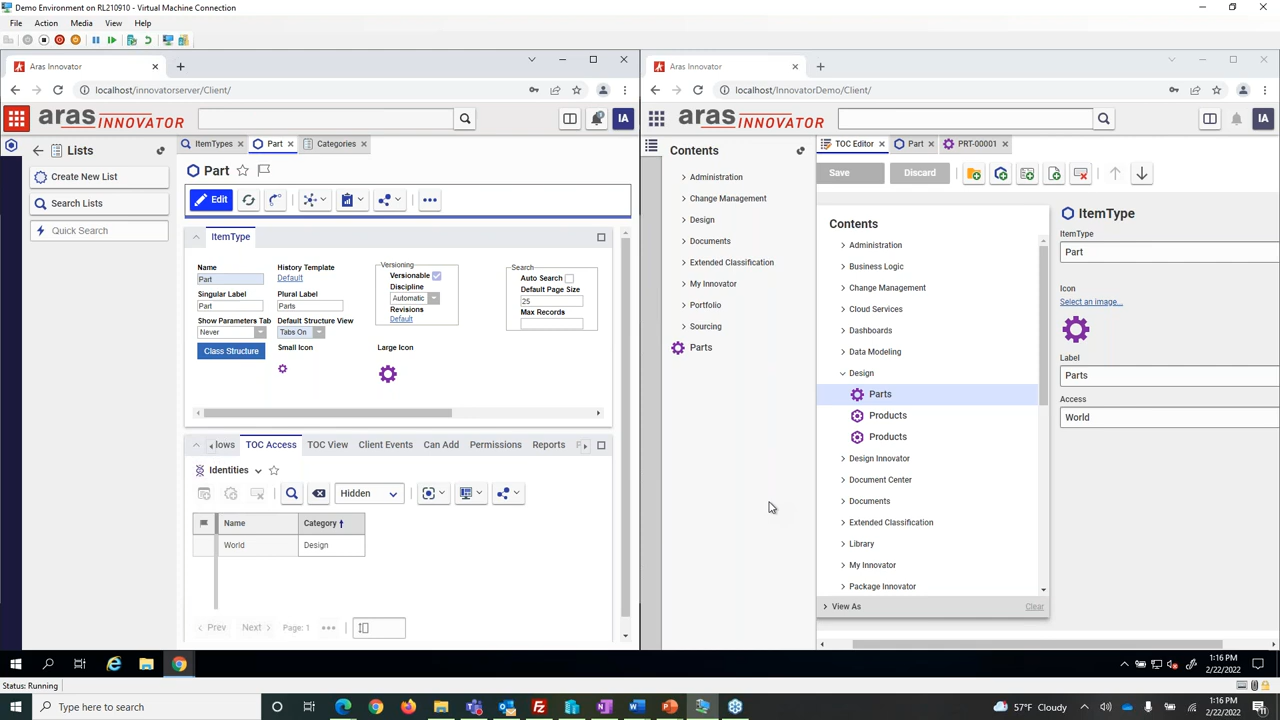 Demo Environment on RL210910 - Virtual Machine Connection
File Action Media View Help
Aras Innovator
localhost/innovatorserver/Client/
aras INNOVATOR
IA
Lists
Create New List
Search Lists
Quick Search
ItemTypes
Part
Categories
Part
Edit
ItemType
Name
Part
History Template
Default
Versioning
Versionable
Discipline
Automatic
Revisions
Default
Search
Auto Search
Default Page Size
25
Max Records
Singular Label
Part
Plural Label
Parts
Show Parameters Tab
Never
Default Structure View
Tabs On
Class Structure
Small Icon
Large Icon
lows
TOC Access
TOC View
Client Events
Can Add
Permissions
Reports
Identities
Hidden
Name Category
World Design
Prev Next Page: 1
Aras Innovator
localhost/InnovatorDemo/Client/
aras INNOVATOR
IA
Contents
Administration
Change Management
Design
Documents
Extended Classification
My Innovator
Portfolio
Sourcing
Parts
TOC Editor
Part
PRT-00001
Save
Discard
Contents
Administration
Business Logic
Change Management
Cloud Services
Dashboards
Data Modeling
Design
Parts
Products
Products
Design Innovator
Document Center
Documents
Extended Classification
Library
My Innovator
Package Innovator
View As
Clear
ItemType
ItemType
Part
Icon
Select an image...
Label
Parts
Access
World
1:16 PM
2/22/2022
Status: Running
Type here to search
57°F Cloudy
1:16 PM
2/22/2022